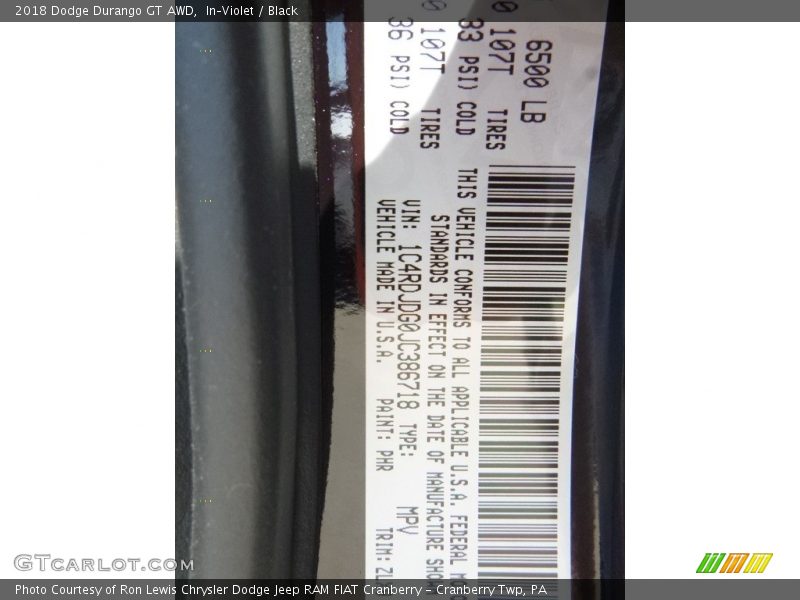 2018 Dodge Durango GT AWD, In-Violet / Black
6500 LB
107T TIRES
33 PSI) COLD
107T TIRES
36 PSI) COLD
THIS VEHICLE CONFORMS TO ALL APPLICABLE U.S.A. FEDERAL
STANDARDS IN EFFECT ON THE DATE OF MANUFACTURE
VIN: 1C4RDJDG0JC386718 TYPE: MPV
VEHICLE MADE IN U.S.A. PAINT: PHR TRIM:
GTcarlot.com
Photo Courtesy of Ron Lewis Chrysler Dodge Jeep RAM FIAT Cranberry - Cranberry Twp, PA